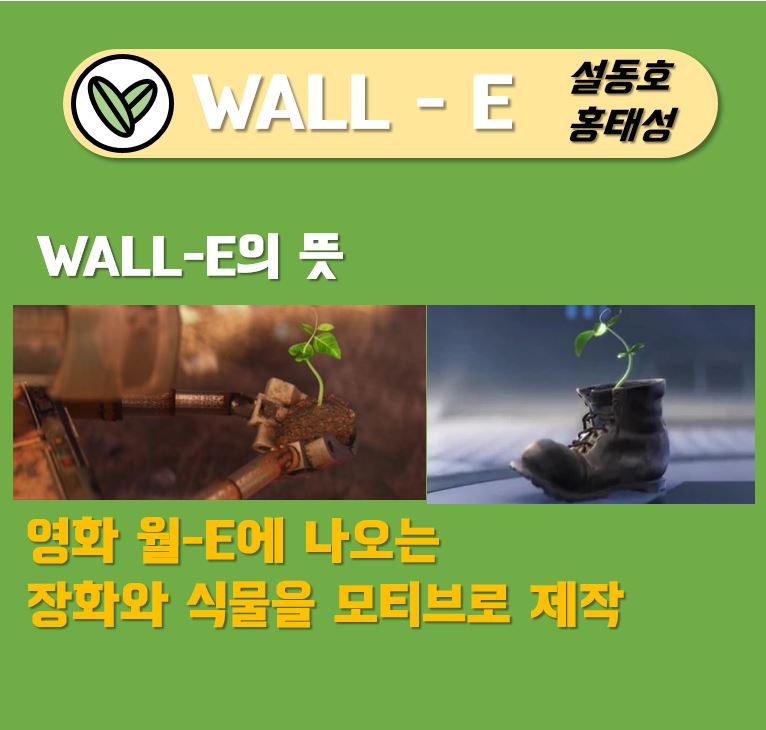 WALL - E
설동호
홍태성
WALL-E의 뜻
영화 월-E에 나오는
장화와 식물을 모티브로 제작